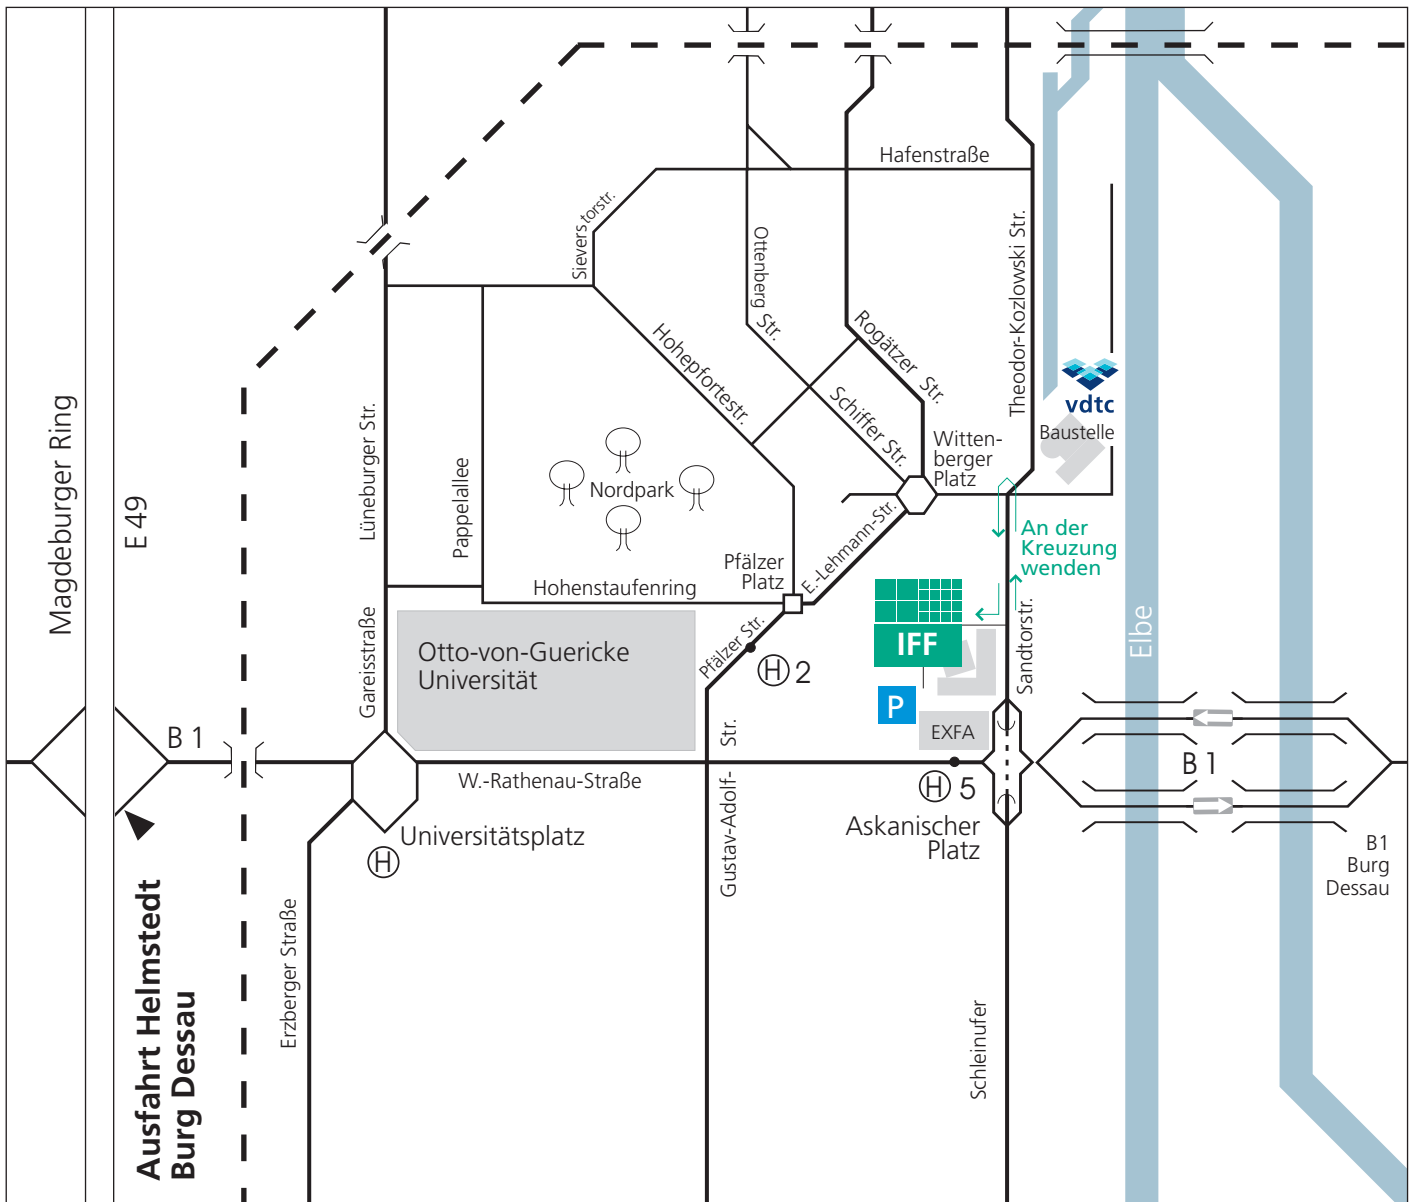 Hafenstraße
Sieverstorstr.
Ottenberg Str.
Theodor-Kozlowski Str.
Rogätzer Str.
Hohepfortestr.
Schiffer Str.
vdtc
Baustelle
Magdeburger Ring
E 49
Lüneburger Str.
Pappelallee
Nordpark
Witten-
berger
Platz
An der
Kreuzung
wenden
E.-Lehmann-Str.
Pfälzer
Platz
Hohenstaufenring
IFF
Sandtorstr.
Elbe
Gareisstraße
Otto-von-Guericke
Universität
Pfälzer Str.
H 2
P
EXFA
B 1
W.-Rathenau-Straße
Gustav-Adolf-Str.
H 5
B 1
Universitätsplatz
H
Askanischer
Platz
B1
Burg
Dessau
Ausfahrt Helmstedt
Burg Dessau
Erzberger Straße
Schleinufer